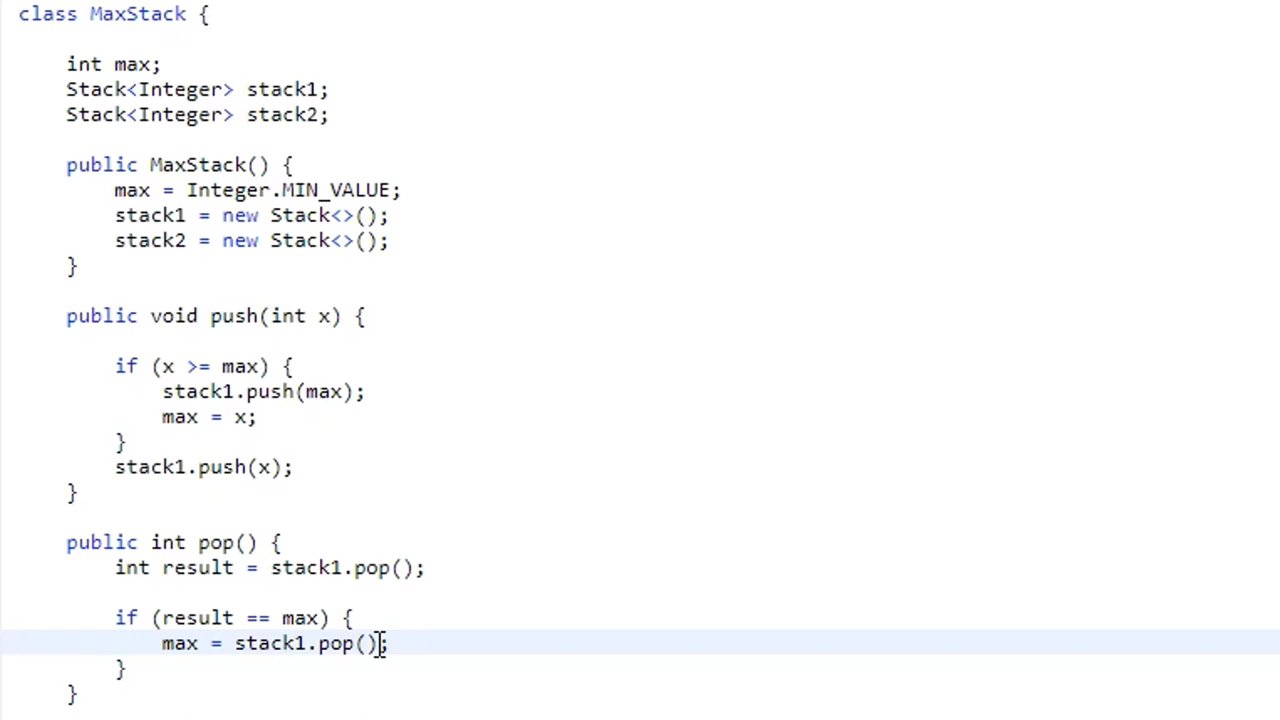 class MaxStack {
int max;
Stack<Integer> stack1;
Stack<Integer> stack2;
public MaxStack() {
max = Integer.MIN_VALUE;
stack1 = new Stack<>();
stack2 = new Stack<>();
}
public void push(int x) {
if (x >= max) {
stack1.push(max);
max = x;
}
stack1.push(x);
}
public int pop() {
int result = stack1.pop();
if (result == max) {
max = stack1.pop();
}
}